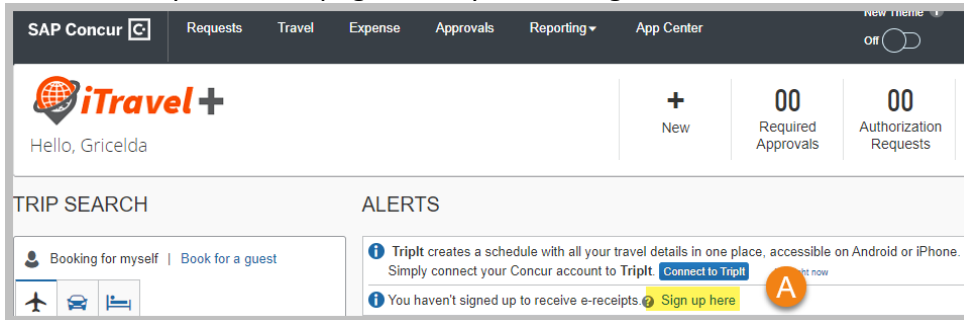 SAP Concur C Requests Travel Expense Approvals Reporting App Center
New Theme
Off
iTravel+
Hello, Gricelda
+ 00 00
New Required Authorization
Approvals Requests
TRIP SEARCH
Booking for myself | Book for a guest
ALERTS
TripIt creates a schedule with all your travel details in one place, accessible on Android or iPhone.
Simply connect your Concur account to TripIt. Connect to TripIt now
You haven't signed up to receive e-receipts. Sign up here
A